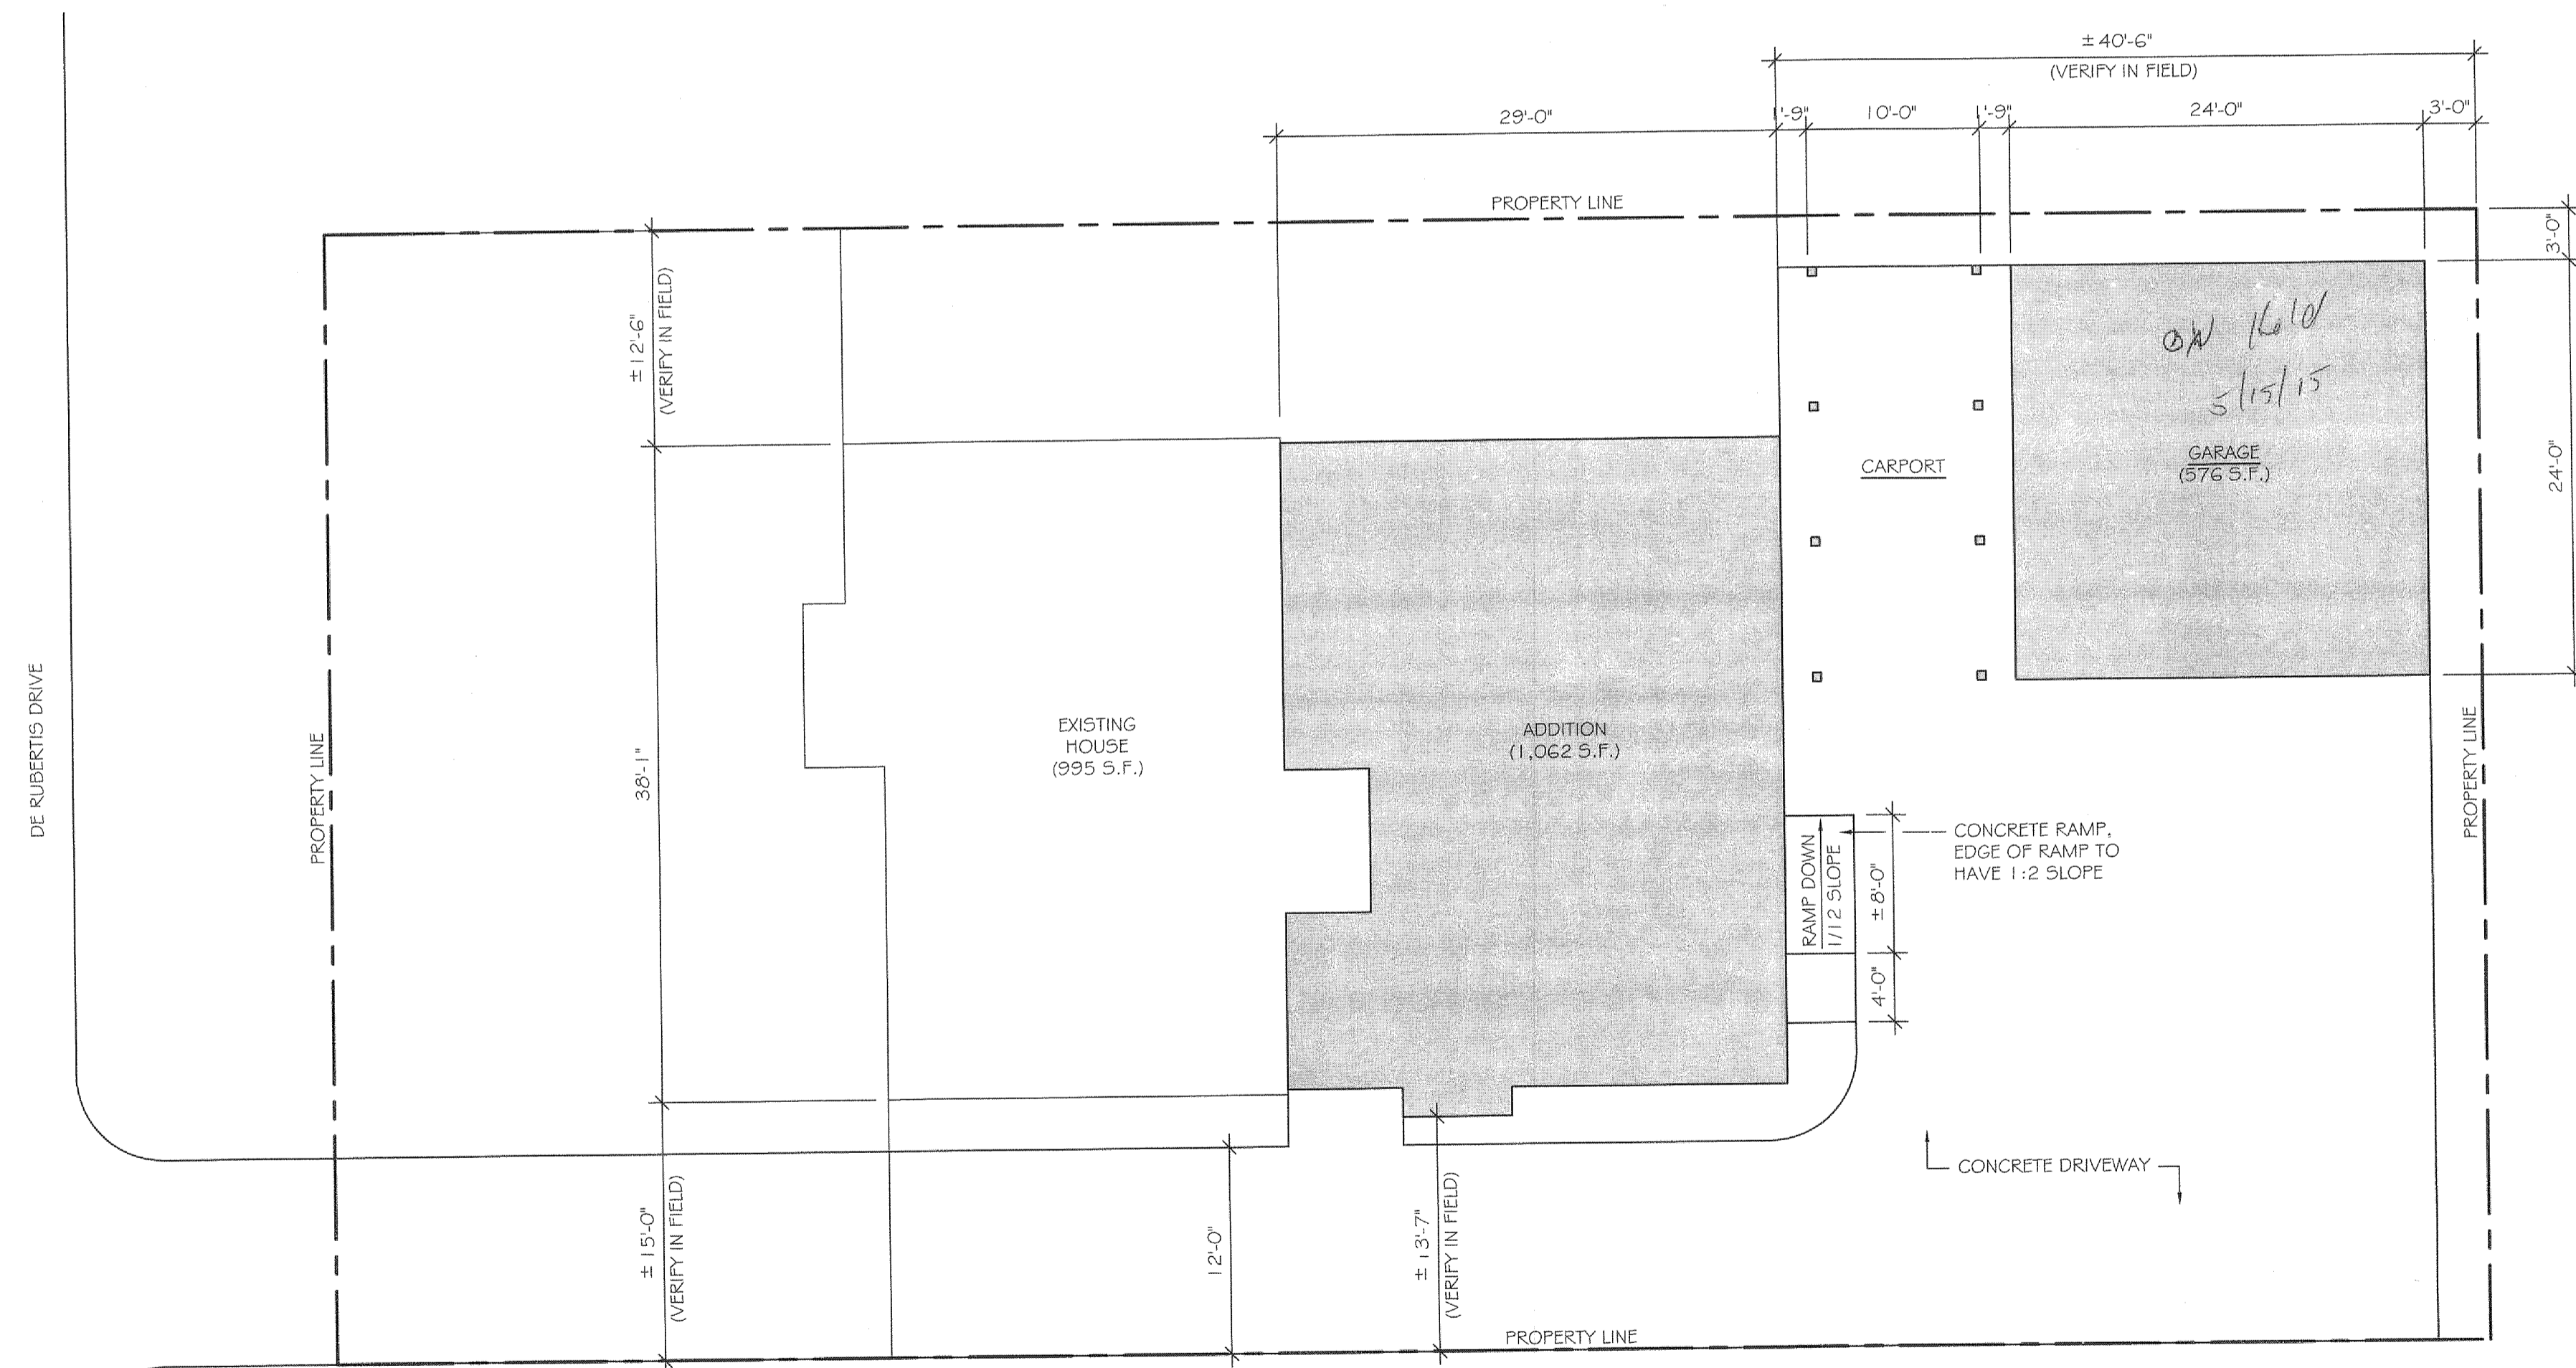 ± 40'-6"
(VERIFY IN FIELD)
29'-0"
1'-9"
10'-0"
1'-9"
24'-0"
3'-0"
PROPERTY LINE
3'-0"
± 12'-6"
(VERIFY IN FIELD)
ON Hold
5/15/15
GARAGE
(576 S.F.)
CARPORT
24'-0"
DE RUBERTIS DRIVE
PROPERTY LINE
38'-1"
EXISTING
HOUSE
(995 S.F.)
ADDITION
(1,062 S.F.)
PROPERTY LINE
RAMP DOWN
1/12 SLOPE
±8'-0"
CONCRETE RAMP,
EDGE OF RAMP TO
HAVE 1:2 SLOPE
4'-0"
CONCRETE DRIVEWAY
± 15'-0"
(VERIFY IN FIELD)
12'-0"
± 13'-7"
(VERIFY IN FIELD)
PROPERTY LINE